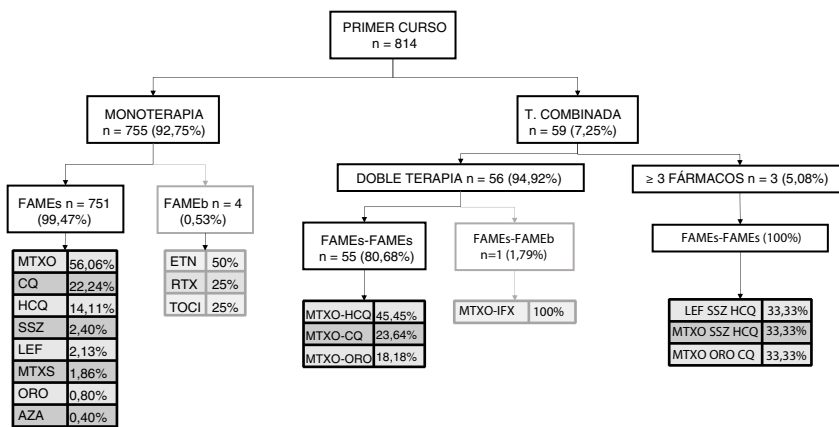 PRIMER CURSO
n = 814
MONOTERAPIA
n = 755 (92,75%)
T. COMBINADA
n = 59 (7,25%)
DOBLE TERAPIA n = 56 (94,92%)
≥ 3 FÁRMACOS n = 3 (5,08%)
FAMEs n = 751
(99,47%)
FAMEb n = 4
(0,53%)
FAMEs-FAMEs
n = 55 (80,68%)
FAMEs-FAMEb
n=1 (1,79%)
FAMEs-FAMEs (100%)
MTXO 56,06%
CQ 22,24%
HCQ 14,11%
SSZ 2,40%
LEF 2,13%
MTXS 1,86%
ORO 0,80%
AZA 0,40%
ETN 50%
RTX 25%
TOCI 25%
MTXO-HCQ 45,45%
MTXO-CQ 23,64%
MTXO-ORO 18,18%
MTXO-IFX 100%
LEF SSZ HCQ 33,33%
MTXO SSZ HCQ 33,33%
MTXO ORO CQ 33,33%